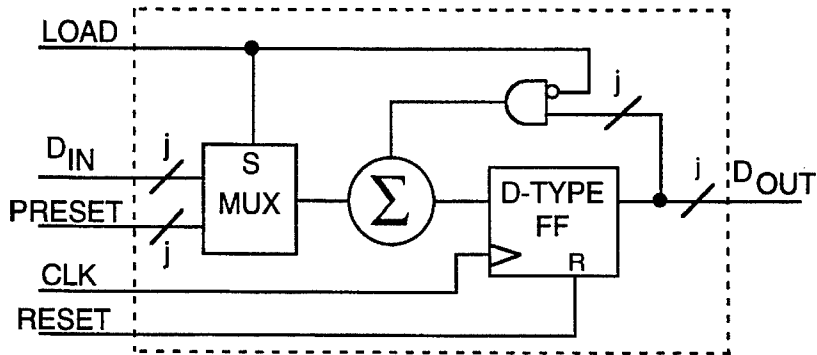 LOAD
j
D_IN
j
S
MUX
PRESET
j
Σ
D-TYPE
FF
R
j
D_OUT
CLK
RESET